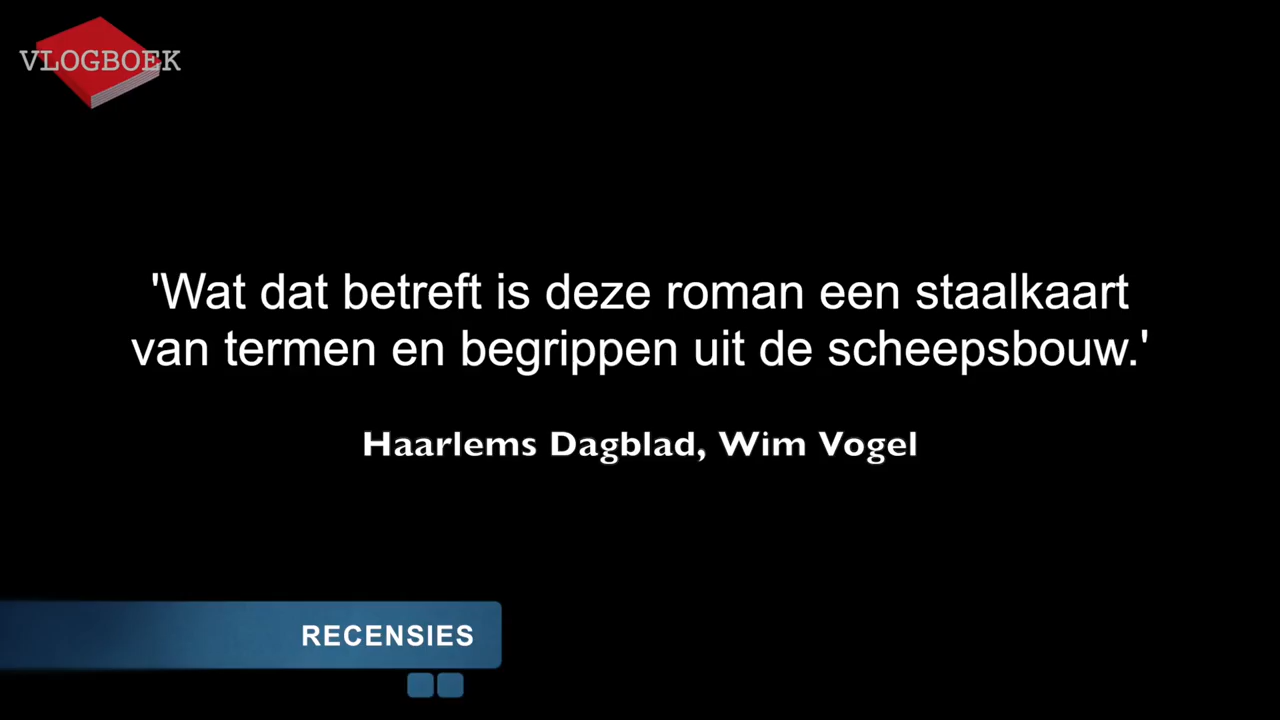 VLOGBOEK
'Wat dat betreft is deze roman een staalkaart
van termen en begrippen uit de scheepsbouw.'
Haarlems Dagblad, Wim Vogel
RECENSIES